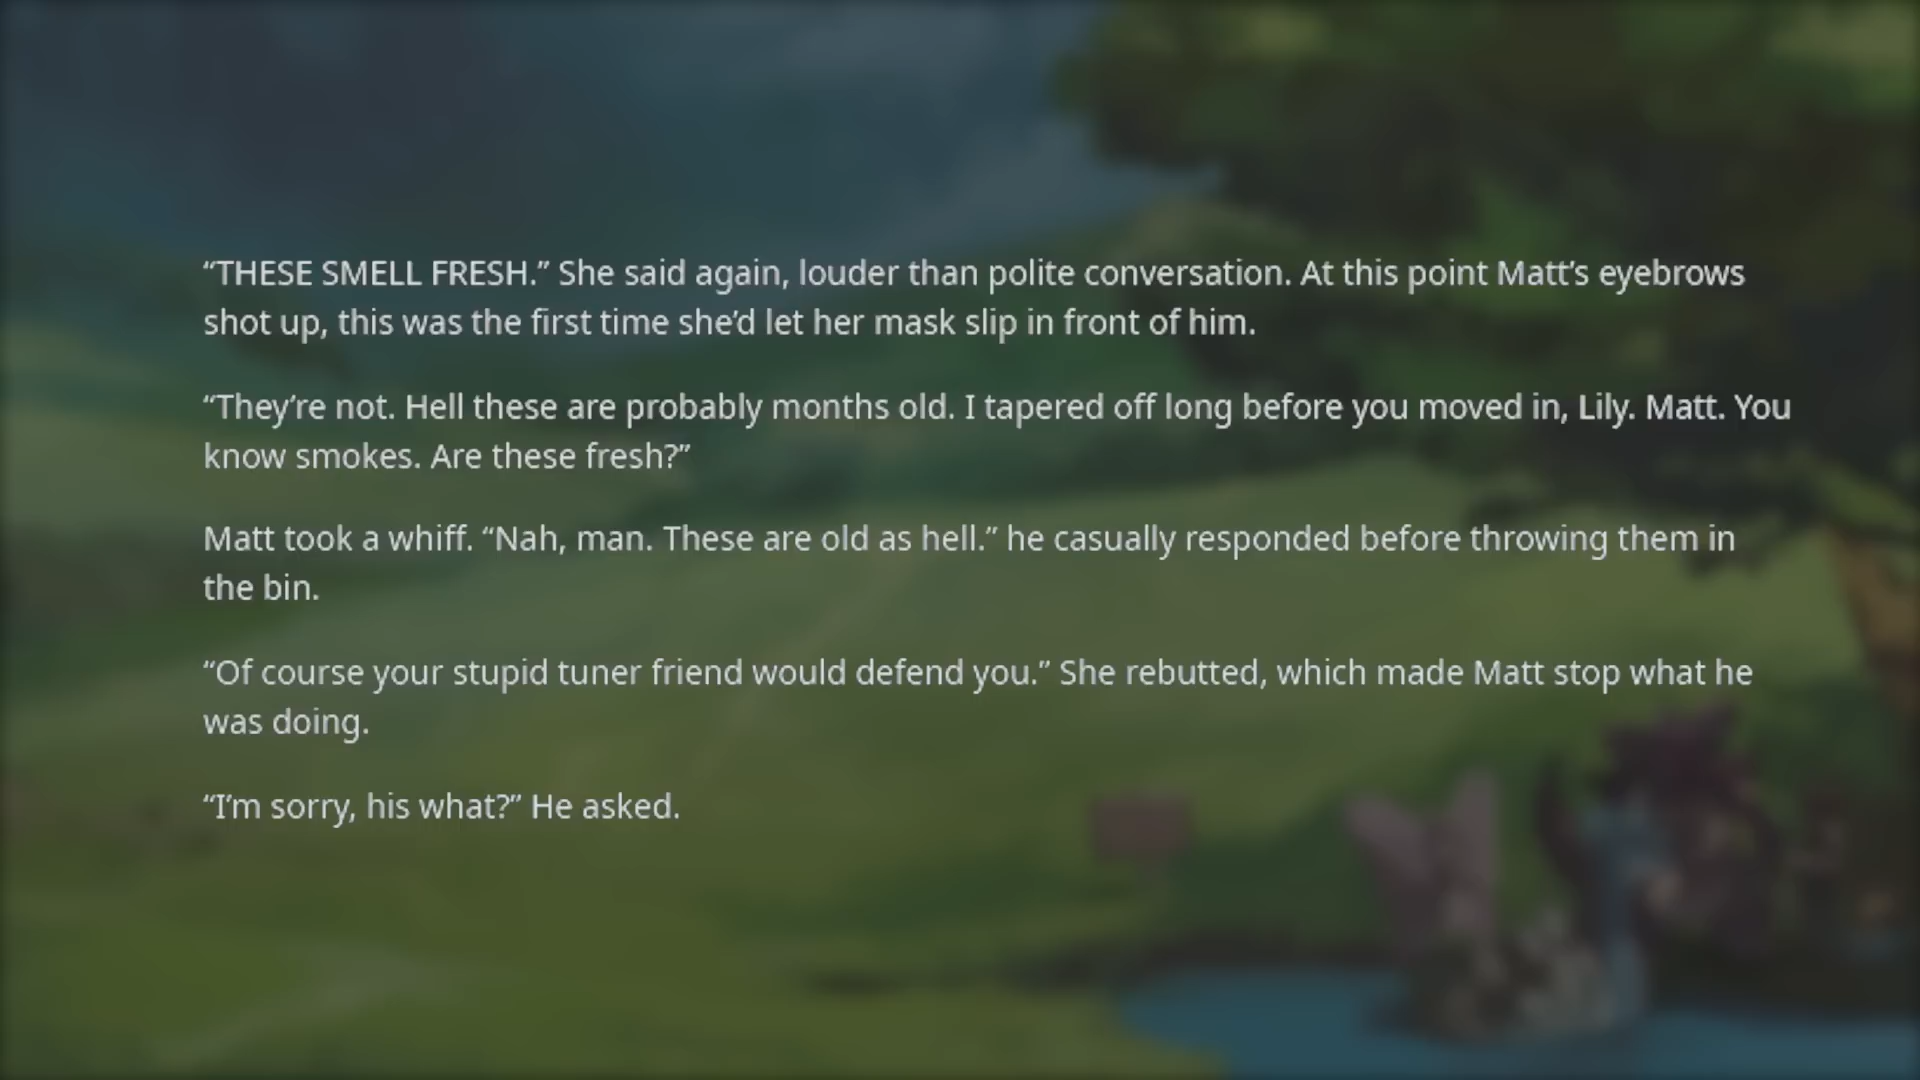 “THESE SMELL FRESH.” She said again, louder than polite conversation. At this point Matt’s eyebrows
shot up, this was the first time she’d let her mask slip in front of him.
“They’re not. Hell these are probably months old. I tapered off long before you moved in, Lily. Matt. You
know smokes. Are these fresh?”
Matt took a whiff. “Nah, man. These are old as hell.” he casually responded before throwing them in
the bin.
“Of course your stupid tuner friend would defend you.” She rebutted, which made Matt stop what he
was doing.
“I’m sorry, his what?” He asked.